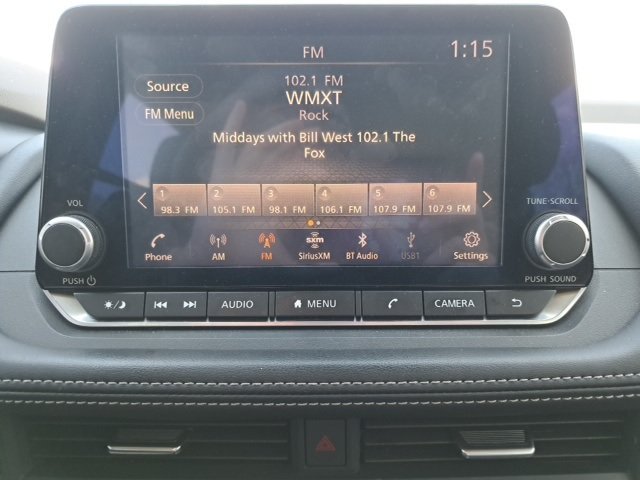 FM
1:15
Source
102.1 FM
WMXT
FM Menu
Rock
Middays with Bill West 102.1 The
Fox
1 2 3 4 5 6
98.3 FM 105.1 FM 98.1 FM 106.1 FM 107.9 FM 107.9 FM
VOL
TUNE·SCROLL
sxm
Phone AM FM SiriusXM BT Audio USB1 Settings
PUSH
PUSH SOUND
AUDIO MENU CAMERA